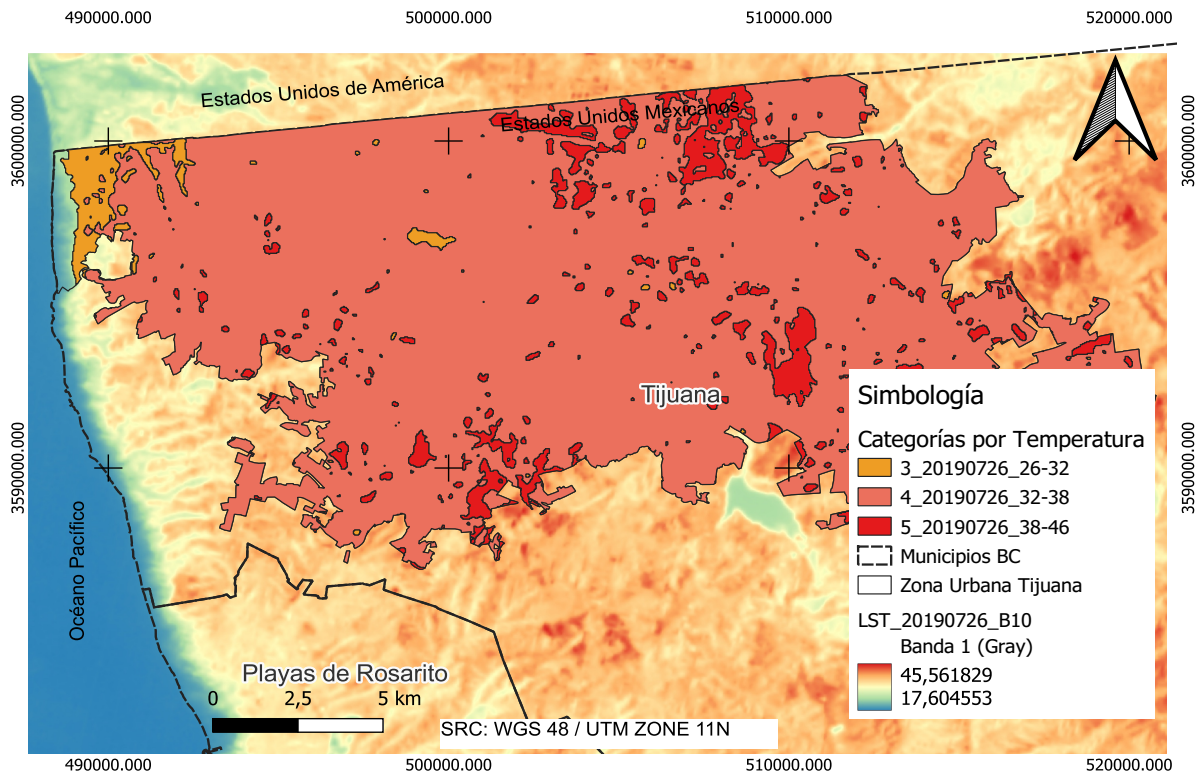 490000.000 500000.000 510000.000 520000.000
Estados Unidos de América
Estados Unidos Mexicanos
3600000.000
3600000.000
Tijuana
Simbología
Categorías por Temperatura
3_20190726_26-32
4_20190726_32-38
5_20190726_38-46
Municipios BC
Zona Urbana Tijuana
LST_20190726_B10
Banda 1 (Gray)
45,561829
17,604553
3590000.000
3590000.000
Océano Pacífico
Playas de Rosarito
0 2,5 5 km
SRC: WGS 48 / UTM ZONE 11N
490000.000 500000.000 510000.000 520000.000